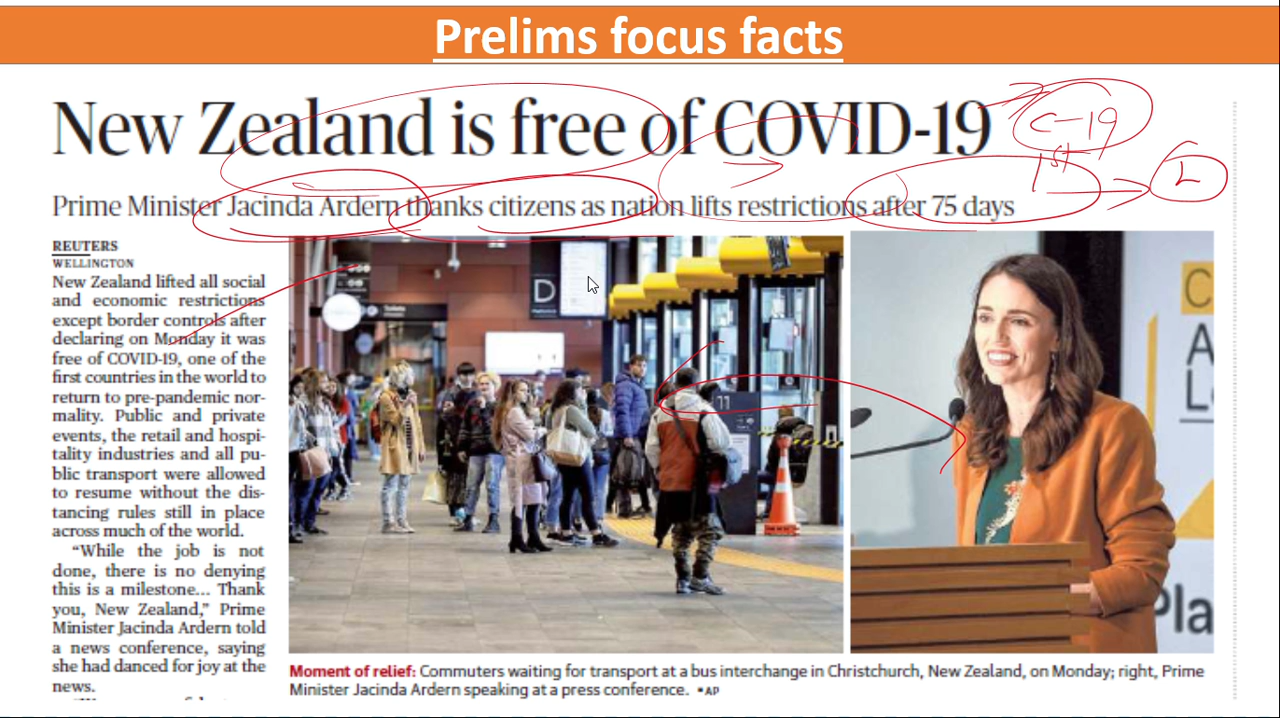 Prelims focus facts
New Zealand is free of COVID-19
C-19
1st
L
Prime Minister Jacinda Ardern thanks citizens as nation lifts restrictions after 75 days
REUTERS
WELLINGTON
New Zealand lifted all social
and economic restrictions
except border controls after
declaring on Monday it was
free of COVID-19, one of the
first countries in the world to
return to pre-pandemic nor-
mality. Public and private
events, the retail and hospi-
tality industries and all pu-
blic transport were allowed
to resume without the dis-
tancing rules still in place
across much of the world.
“While the job is not
done, there is no denying
this is a milestone... Thank
you, New Zealand,” Prime
Minister Jacinda Ardern told
a news conference, saying
she had danced for joy at the
news.
D
11
C
A
L
Pla
Moment of relief: Commuters waiting for transport at a bus interchange in Christchurch, New Zealand, on Monday; right, Prime
Minister Jacinda Ardern speaking at a press conference. ▪AP